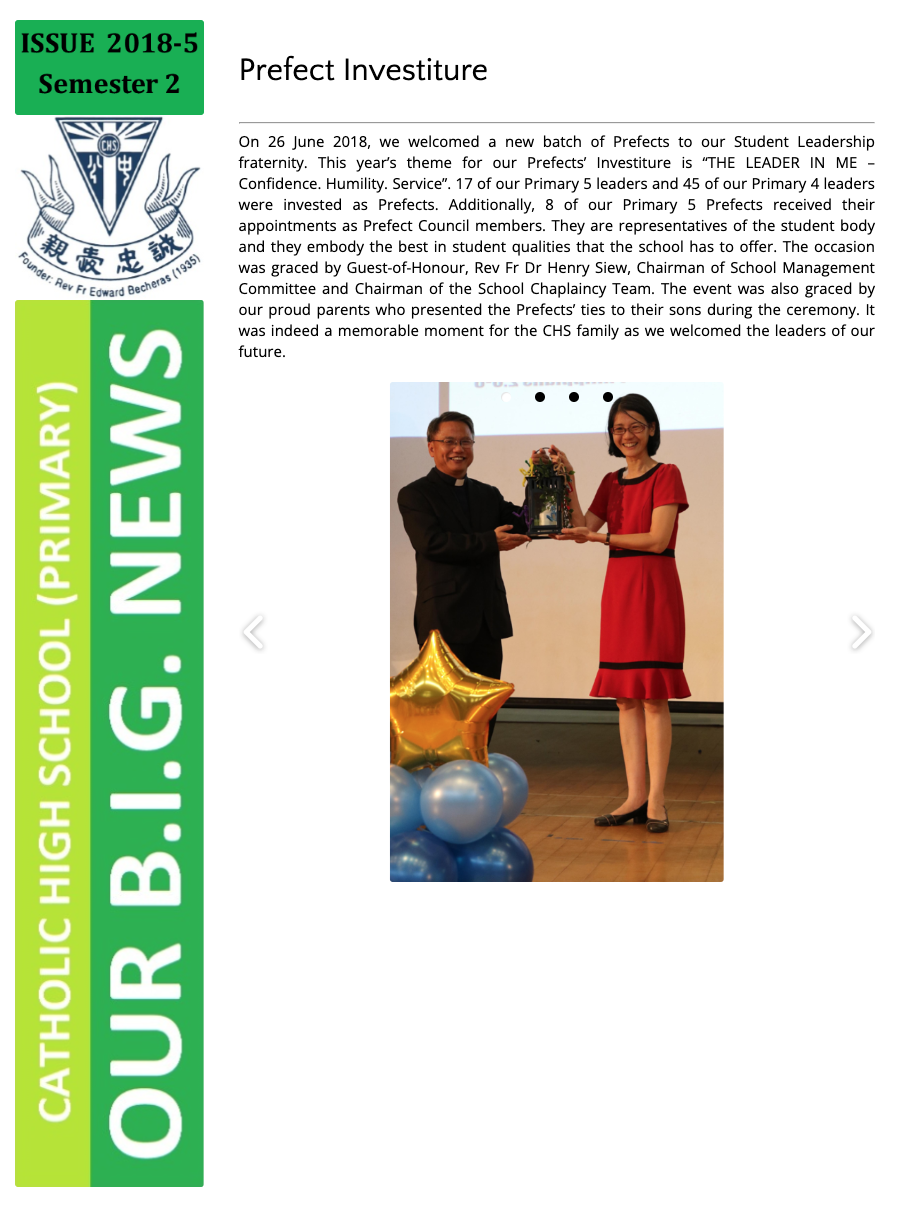 ISSUE 2018-5
Semester 2
CHS
公中
親愛忠誠
Founder: Rev Fr Edward Becheras (1935)
CATHOLIC HIGH SCHOOL (PRIMARY)
OUR B.I.G. NEWS
Prefect Investiture
On 26 June 2018, we welcomed a new batch of Prefects to our Student Leadership
fraternity. This year’s theme for our Prefects’ Investiture is “THE LEADER IN ME –
Confidence. Humility. Service”. 17 of our Primary 5 leaders and 45 of our Primary 4 leaders
were invested as Prefects. Additionally, 8 of our Primary 5 Prefects received their
appointments as Prefect Council members. They are representatives of the student body
and they embody the best in student qualities that the school has to offer. The occasion
was graced by Guest-of-Honour, Rev Fr Dr Henry Siew, Chairman of School Management
Committee and Chairman of the School Chaplaincy Team. The event was also graced by
our proud parents who presented the Prefects’ ties to their sons during the ceremony. It
was indeed a memorable moment for the CHS family as we welcomed the leaders of our
future.